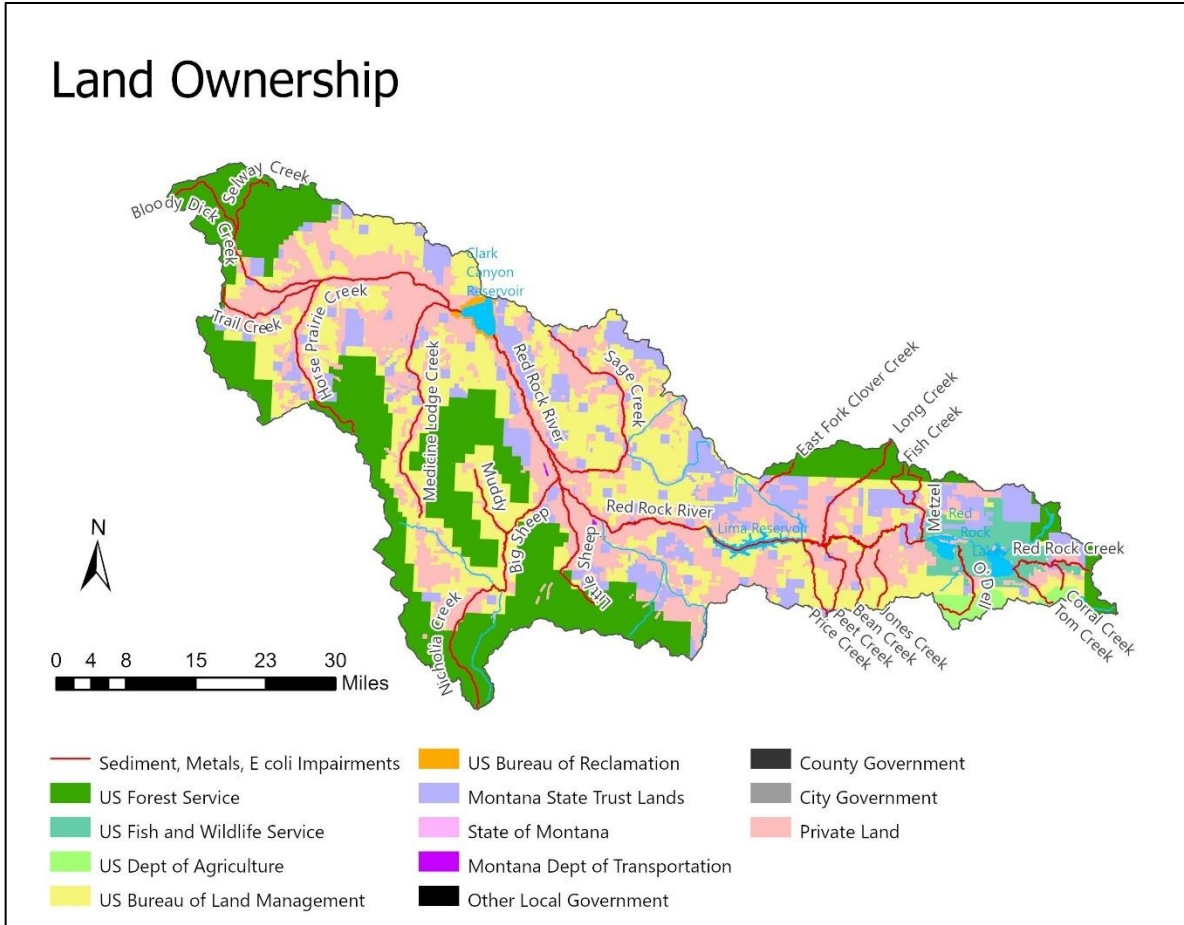 Land Ownership
Selway Creek
Bloody Dick Creek
Clark
Canyon
Reservoir
Trail Creek
Horse Prairie Creek
Medicine Lodge Creek
Red Rock River
Sage Creek
East Fork Clover Creek
Long Creek
Fish Creek
Muddy
Big Sheep
Little Sheep
Red Rock River
Lima Reservoir
Metzel
Red
Rock
Lakes
Red Rock Creek
O'Dell
Corral Creek
Tom Creek
Jones Creek
Bean Creek
Peet Creek
Price Creek
Nicholia Creek
N
0 4 8 15 23 30
Miles
Sediment, Metals, E coli Impairments
US Forest Service
US Fish and Wildlife Service
US Dept of Agriculture
US Bureau of Land Management
US Bureau of Reclamation
Montana State Trust Lands
State of Montana
Montana Dept of Transportation
Other Local Government
County Government
City Government
Private Land